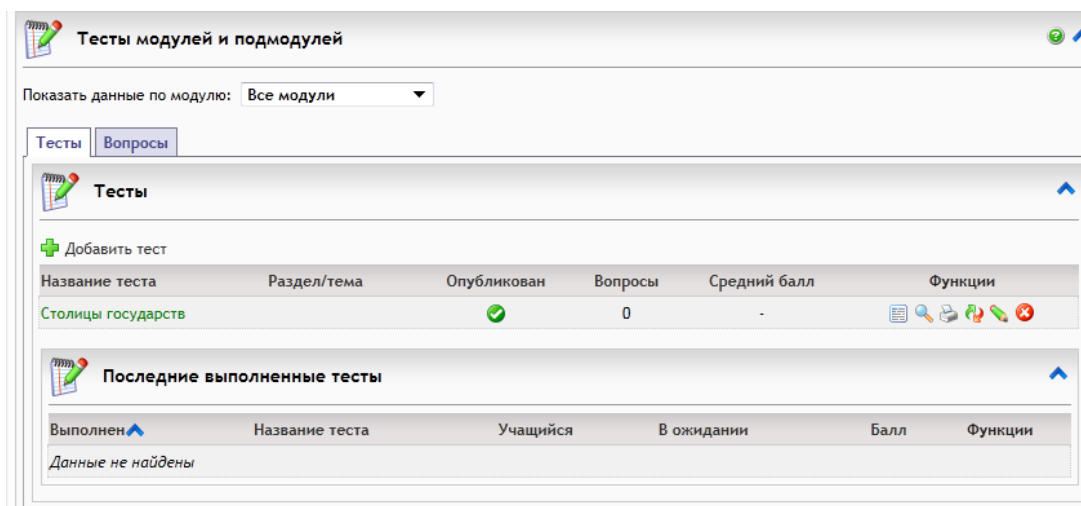 Тесты модулей и подмодулей
Показать данные по модулю: Все модули
Тесты Вопросы
Тесты
Добавить тест
Название теста Раздел/тема Опубликован Вопросы Средний балл Функции
Столицы государств 0 -
Последние выполненные тесты
Выполнен Название теста Учащийся В ожидании Балл Функции
Данные не найдены